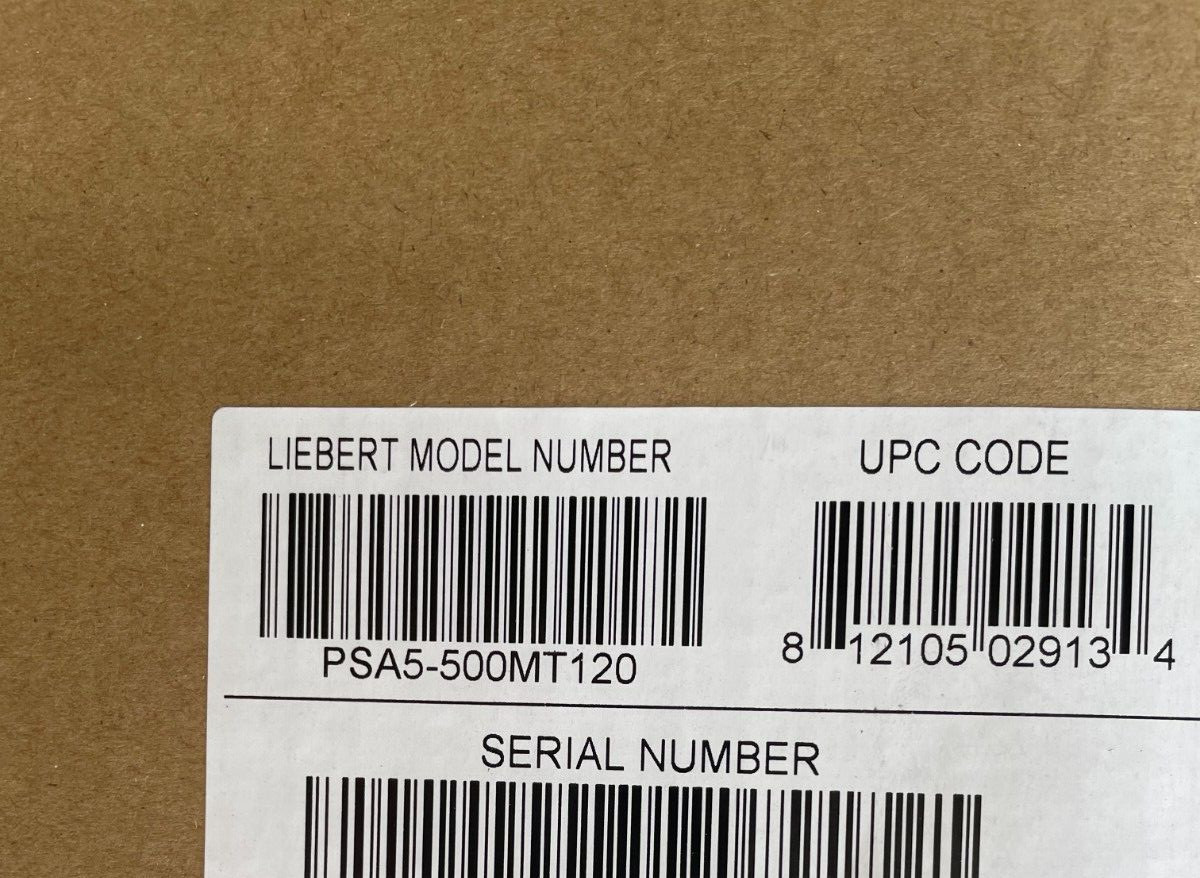 LIEBERT MODEL NUMBER
UPC CODE
PSA5-500MT120
8 12105 02913 4
SERIAL NUMBER